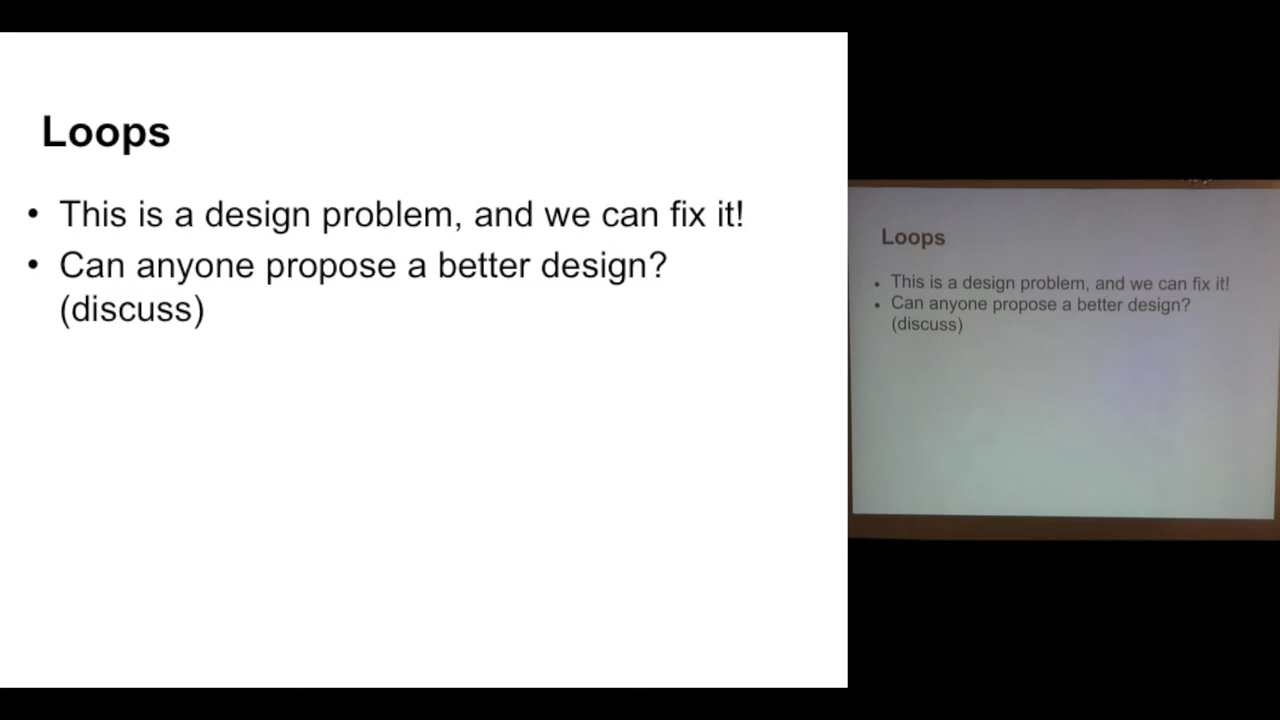 Loops
• This is a design problem, and we can fix it!
• Can anyone propose a better design?
(discuss)
Loops
• This is a design problem, and we can fix it!
• Can anyone propose a better design?
(discuss)